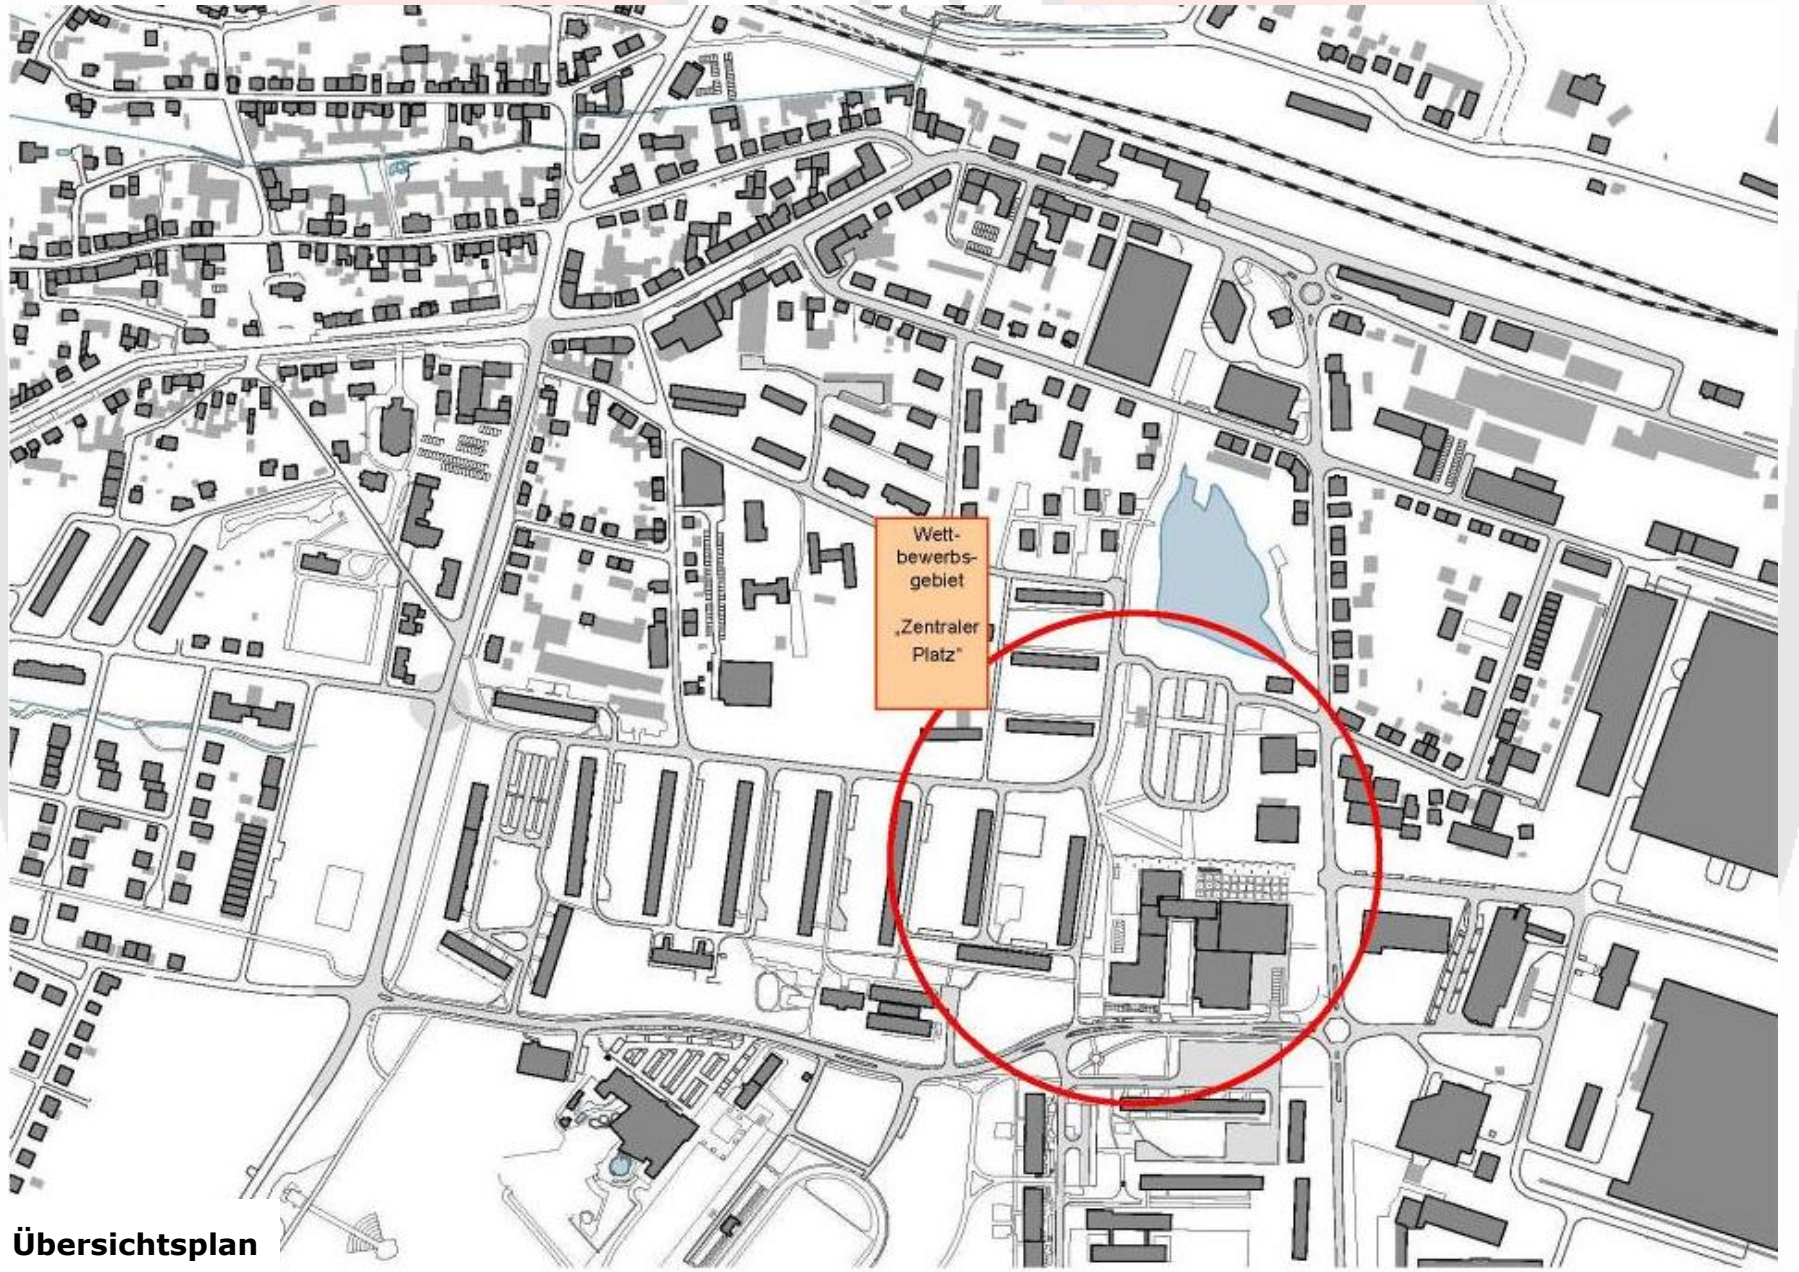 Wett-
bewerbs-
gebiet
„Zentraler
Platz“
Übersichtsplan